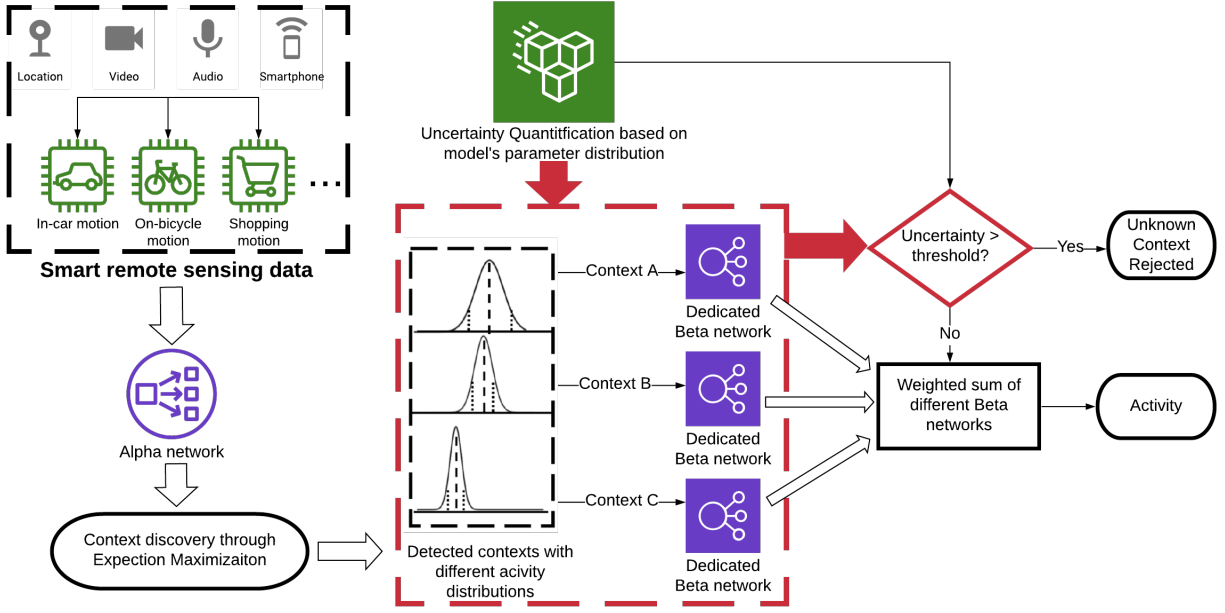 Location
Video
Audio
Smartphone
In-car motion
On-bicycle
motion
Shopping
motion
...
Smart remote sensing data
Alpha network
Context discovery through
Expection Maximizaiton
Uncertainty Quantitfication based on
model's parameter distribution
Context A
Context B
Context C
Detected contexts with
different acivity
distributions
Dedicated
Beta network
Dedicated
Beta network
Dedicated
Beta network
Uncertainty >
threshold?
Yes
Unknown
Context
Rejected
No
Weighted sum of
different Beta
networks
Activity